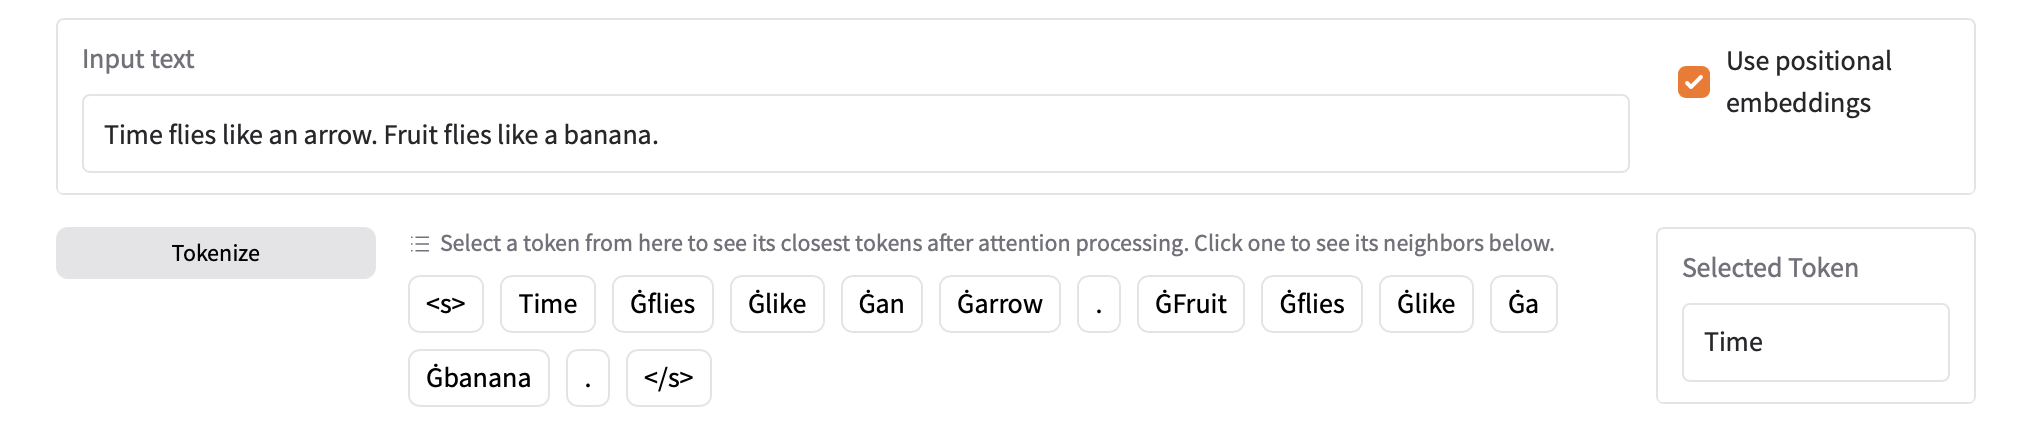 Input text
Use positional
embeddings
Time flies like an arrow. Fruit flies like a banana.
Tokenize
Select a token from here to see its closest tokens after attention processing. Click one to see its neighbors below.
<s> Time Ġflies Ġlike Ġan Ġarrow . ĠFruit Ġflies Ġlike Ġa
Ġbanana . </s>
Selected Token
Time